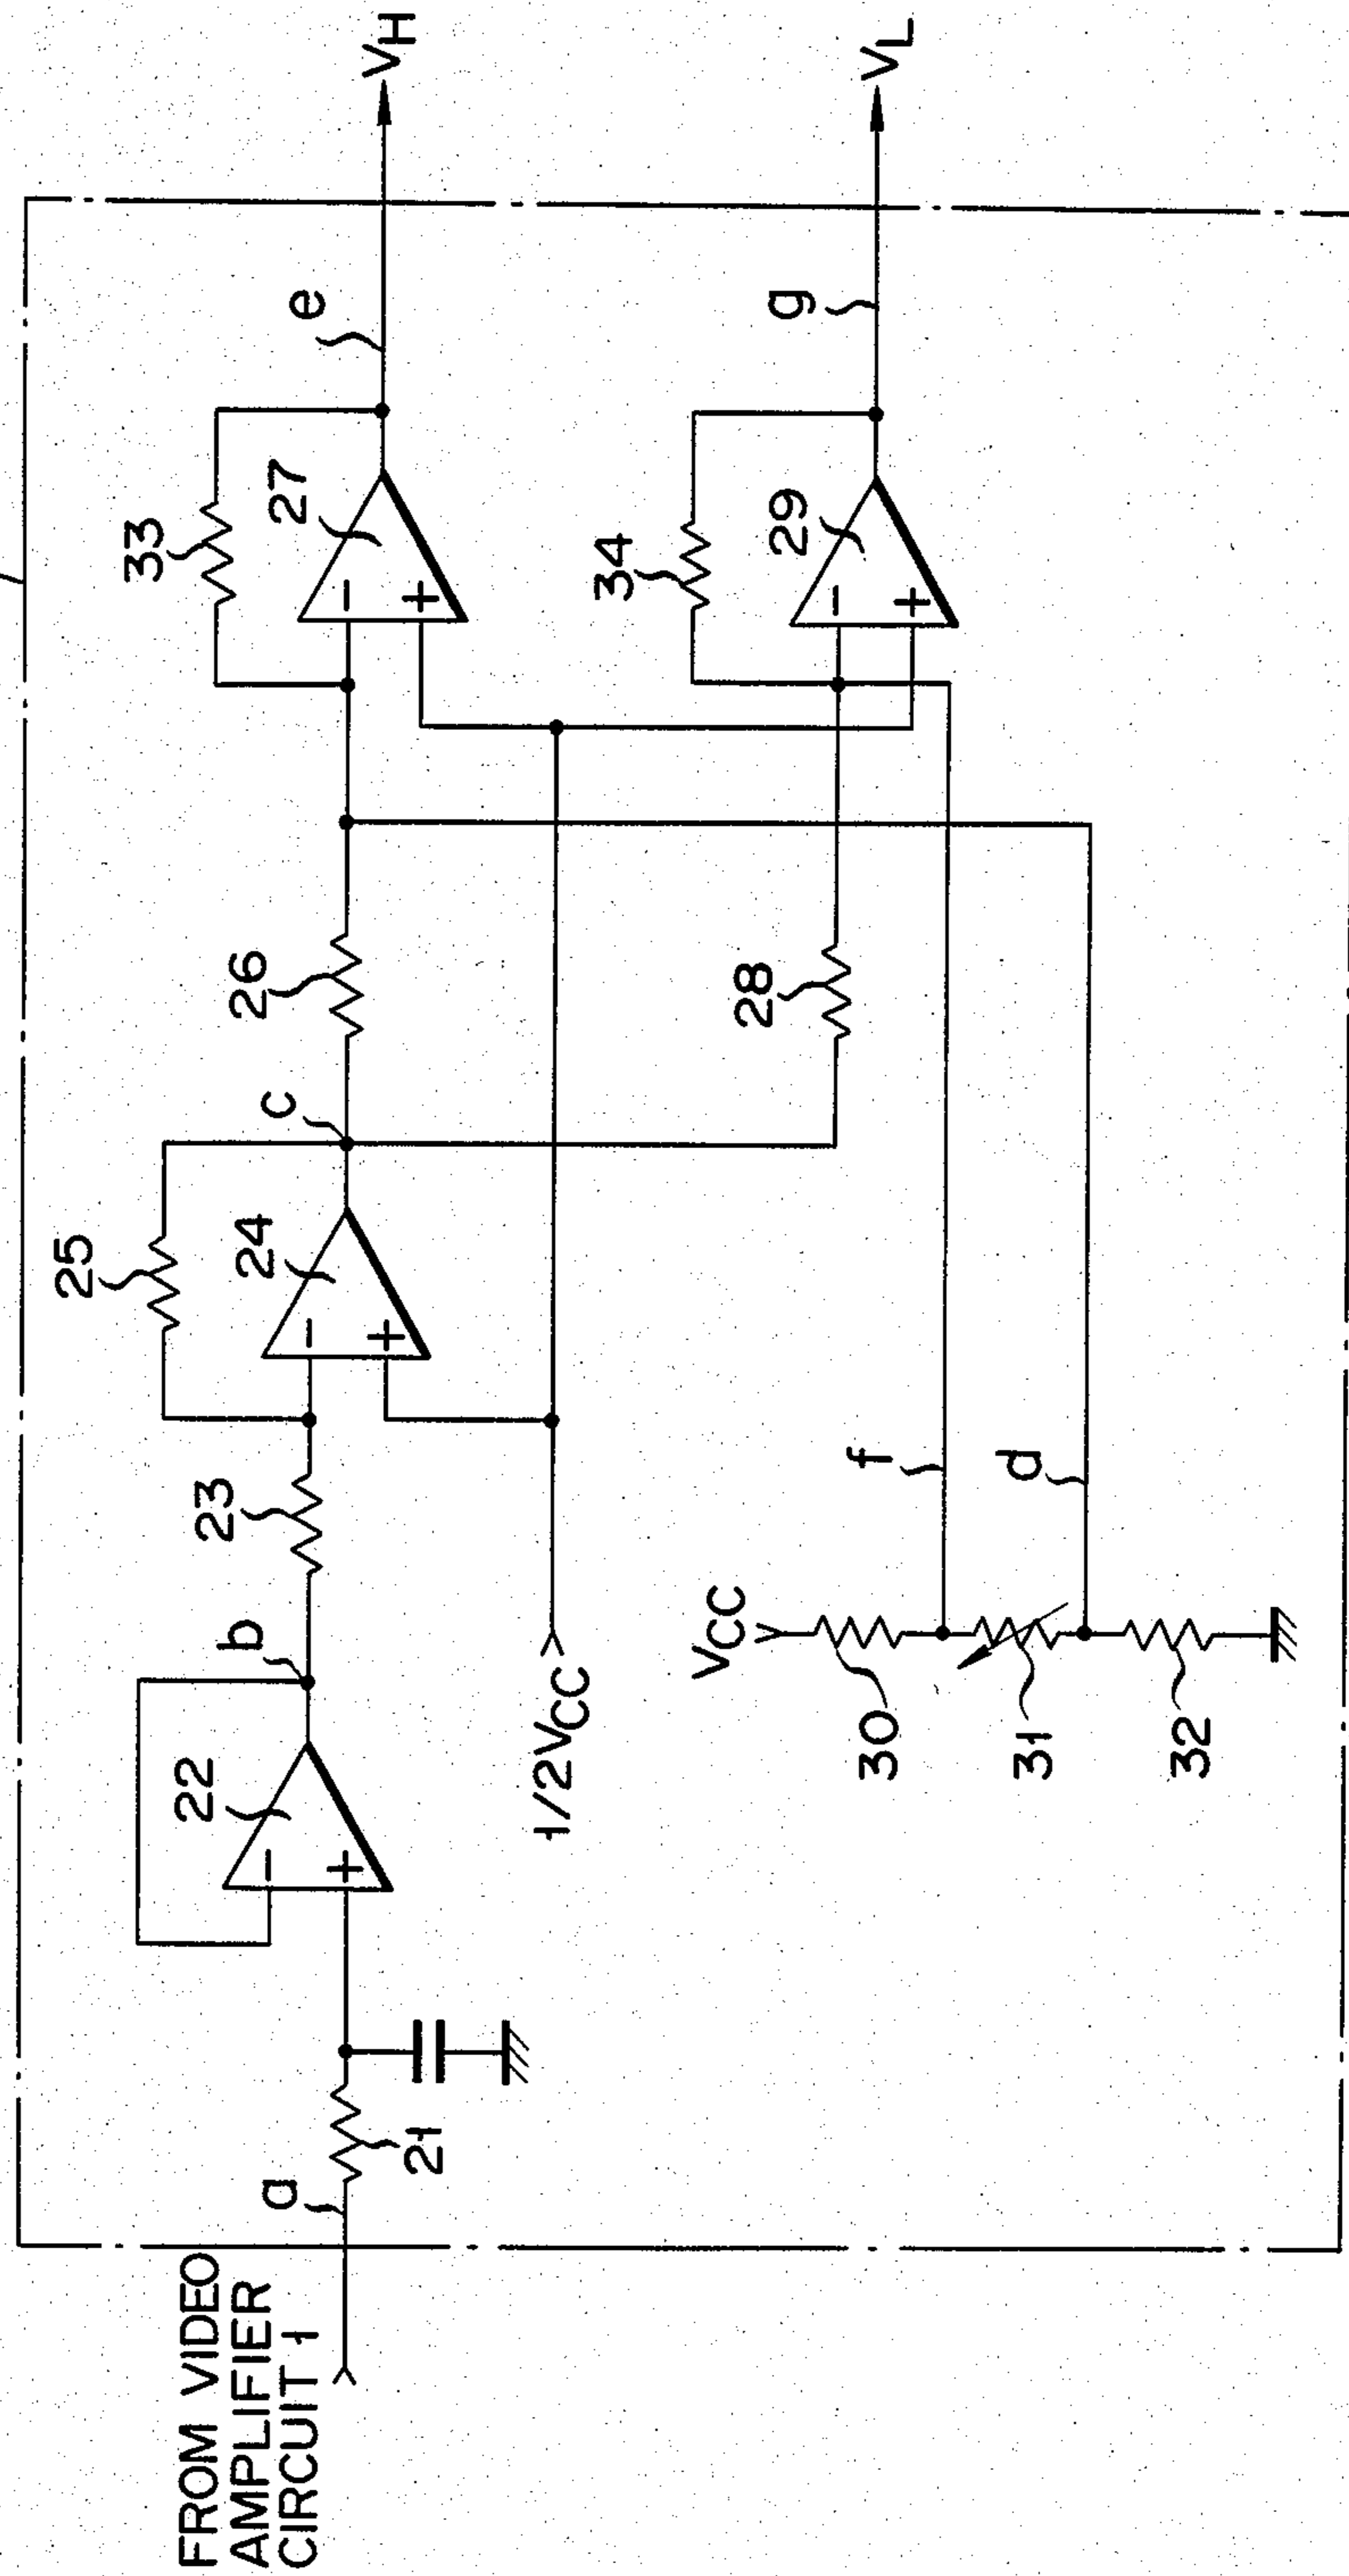 FROM VIDEO
AMPLIFIER
CIRCUIT 1
a
21
22
b
23
25
24
c
26
28
33
27
e
VH
34
29
g
VL
1/2VCC
VCC
30
31
32
f
d
- +
- +
- +
- +